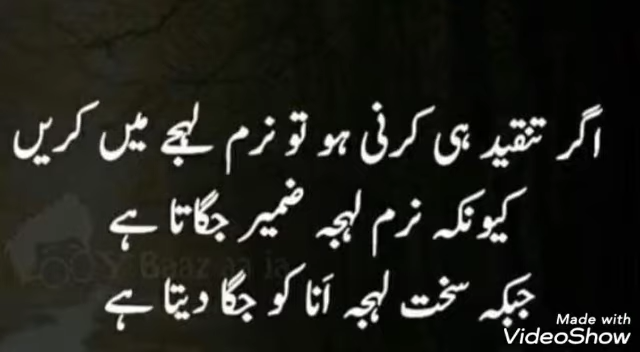 اگر تنقید ہی کرنی ہو تو نرم لہجے میں کریں
کیونکہ نرم لہجہ ضمیر جگاتا ہے
جبکہ سخت لہجہ اَنا کو جگا دیتا ہے
Made with
VideoShow